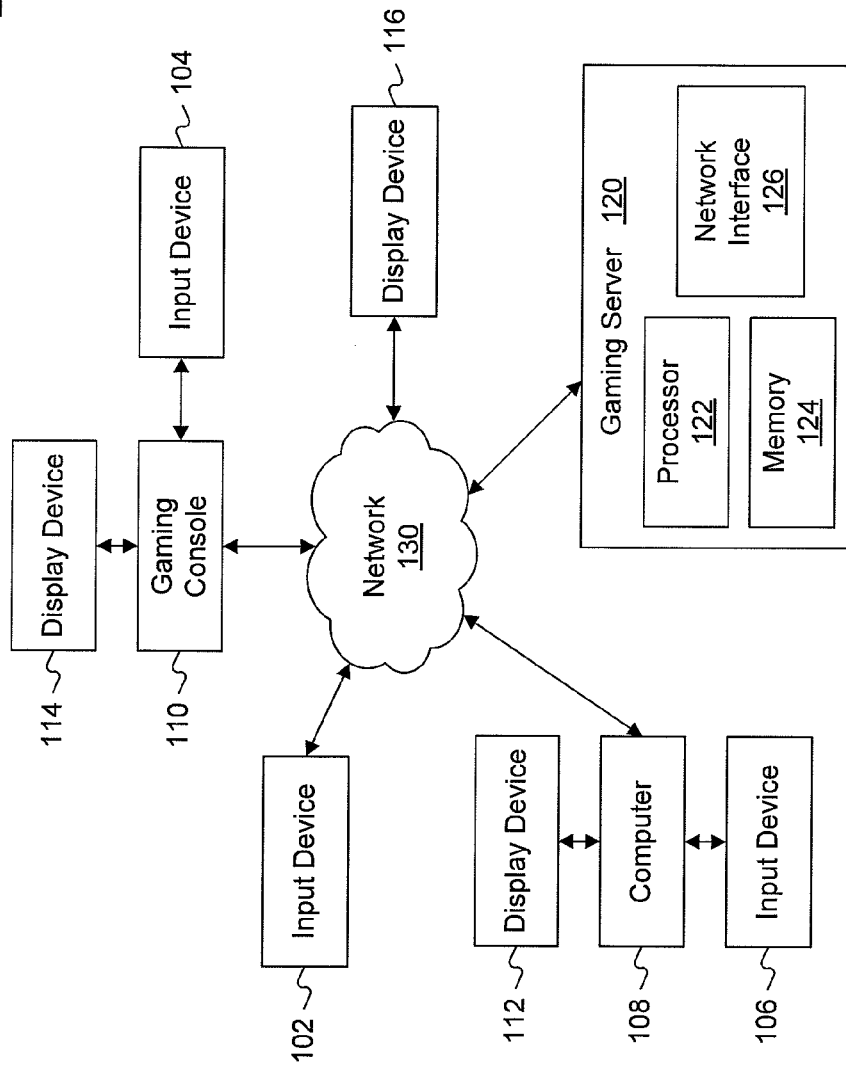 114
Display Device
110
Gaming
Console
Input Device
104
102
Input Device
Network
130
Display Device
116
112
Display Device
108
Computer
106
Input Device
Gaming Server 120
Processor
122
Network
Interface
126
Memory
124